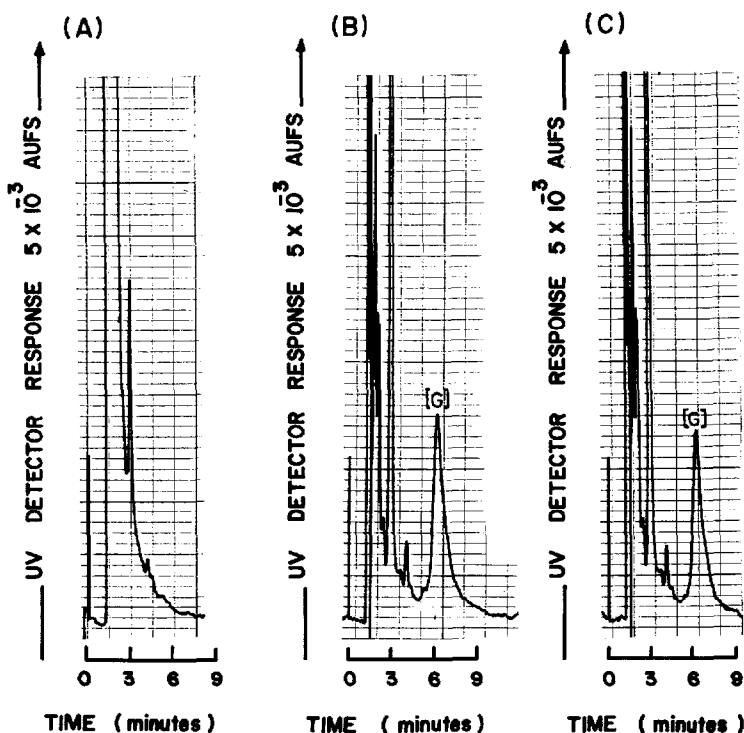 (A)
UV DETECTOR RESPONSE 5 X 10⁻³ AUFS
0 3 6 9
TIME (minutes)
(B)
UV DETECTOR RESPONSE 5 X 10⁻³ AUFS
[G]
0 3 6 9
TIME (minutes)
(C)
UV DETECTOR RESPONSE 5 X 10⁻³ AUFS
[G]
0 3 6 9
TIME (minutes)